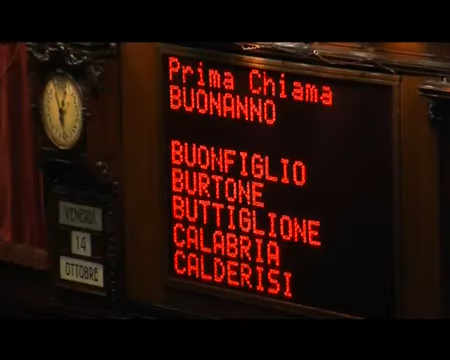 Prima Chiama
BUONANNO
BUONFIGLIO
BURTONE
BUTTIGLIONE
CALABRIA
CALDERISI
VENERDI
14
OTTOBRE